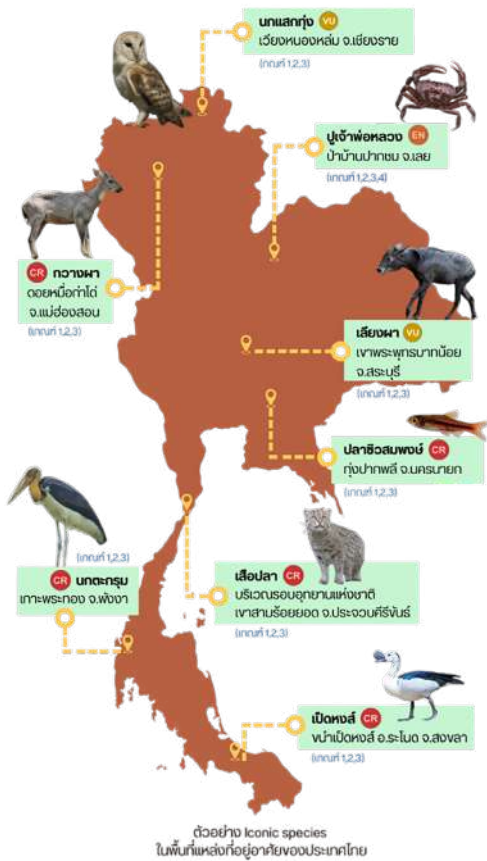 นกแสกทุ่ง VU
เวียงหนองหล่ม จ.เชียงราย
(เกณฑ์ 1,2,3)
ปูเจ้าพ่อหลวง EN
ป่าบ้านปากชม จ.เลย
(เกณฑ์ 1,2,3,4)
CR กวางผา
ดอยหมื่อกำโด่
จ.แม่ฮ่องสอน
(เกณฑ์ 1,2,3)
เลียงผา VU
เขาพระพุทธบาทน้อย
จ.สระบุรี
(เกณฑ์ 1,2,3)
ปลาซิวสมพงษ์ CR
ทุ่งปากพลี จ.นครนายก
(เกณฑ์ 1,2,3)
(เกณฑ์ 1,2,3)
CR นกตะกรุม
เกาะพระทอง จ.พังงา
เสือปลา CR
บริเวณรอบอุทยานแห่งชาติ
เขาสามร้อยยอด จ.ประจวบคีรีขันธ์
(เกณฑ์ 1,2,3)
เป็ดหงส์ CR
ขนำเป็ดหงส์ อ.ระโนด จ.สงขลา
(เกณฑ์ 1,2,3)
ตัวอย่าง Iconic species
ในพื้นที่แหล่งที่อยู่อาศัยของประเทศไทย